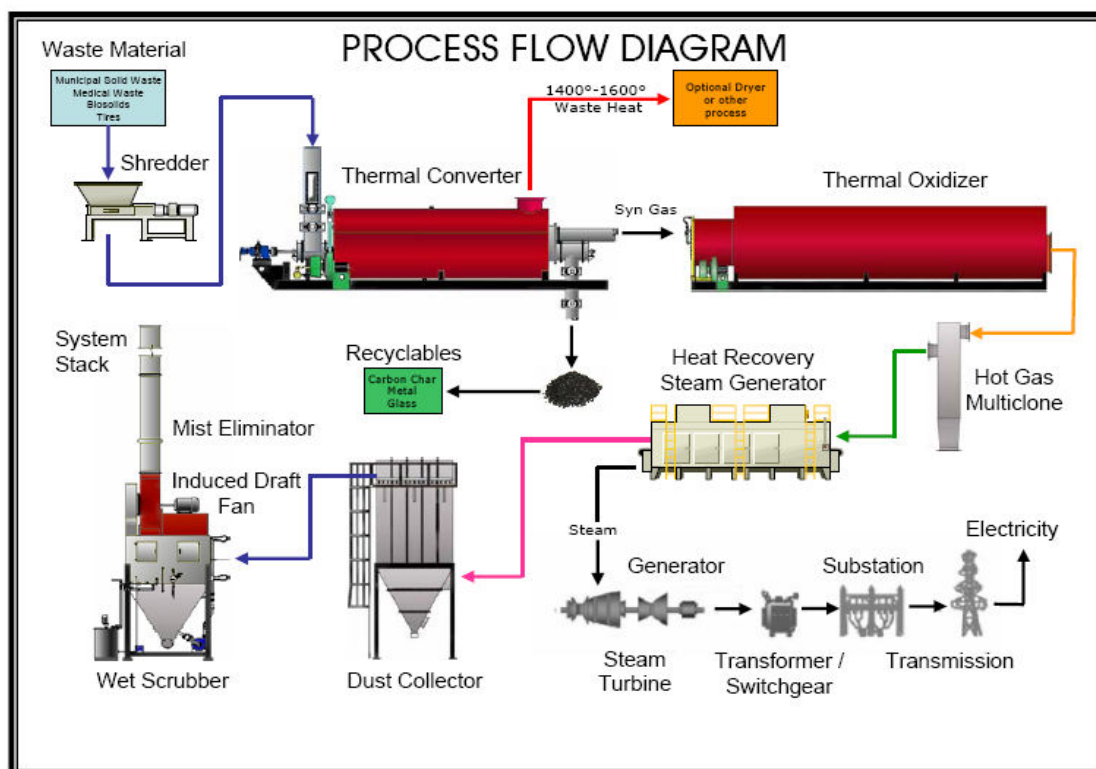 PROCESS FLOW DIAGRAM
Waste Material
Municipal Solid Waste
Medical Waste
Biosolids
Tires
1400°-1600°
Waste Heat
Optional Dryer
or other
process
Shredder
Thermal Converter
Syn Gas
Thermal Oxidizer
System
Stack
Recyclables
Carbon Char
Metal
Glass
Heat Recovery
Steam Generator
Hot Gas
Multiclone
Mist Eliminator
Induced Draft
Fan
Steam
Electricity
Generator
Substation
Wet Scrubber
Dust Collector
Steam
Turbine
Transformer /
Switchgear
Transmission